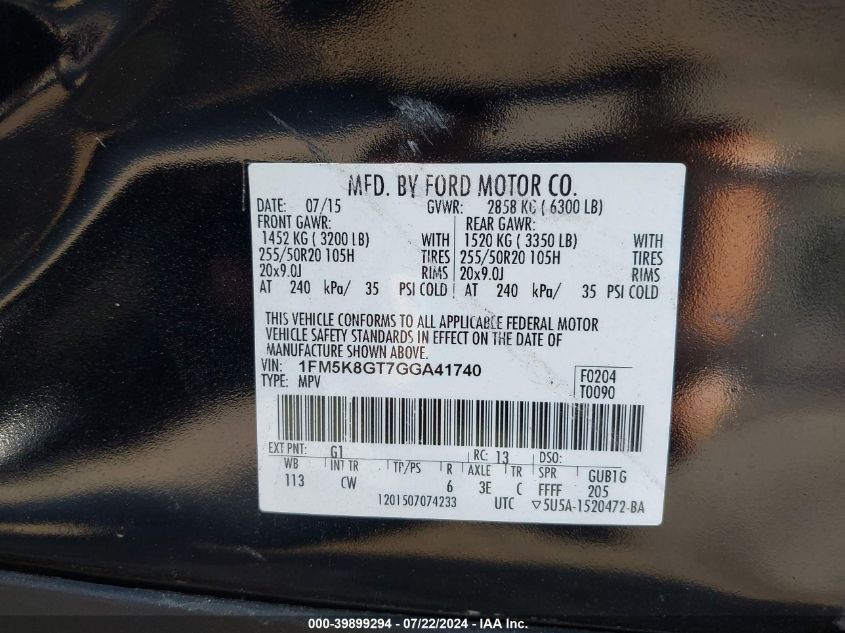 MFD. BY FORD MOTOR CO.
DATE: 07/15 GVWR: 2858 KG ( 6300 LB)
FRONT GAWR: REAR GAWR:
1452 KG ( 3200 LB) WITH 1520 KG ( 3350 LB) WITH
255/50R20 105H TIRES 255/50R20 105H TIRES
20x9.0J RIMS 20x9.0J RIMS
AT 240 kPa/ 35 PSI COLD AT 240 kPa/ 35 PSI COLD
THIS VEHICLE CONFORMS TO ALL APPLICABLE FEDERAL MOTOR
VEHICLE SAFETY STANDARDS IN EFFECT ON THE DATE OF
MANUFACTURE SHOWN ABOVE.
VIN: 1FM5K8GT7GGA41740
TYPE: MPV
F0204
T0090
EXT PNT: G1 RC: 13 DSO:
WB INT TR TP/PS R AXLE TR SPR GUB1G
113 CW 6 3E C FFFF 205
1201507074233 UTC ▽5U5A-1520472-BA
000-39899294 - 07/22/2024 - IAA Inc.